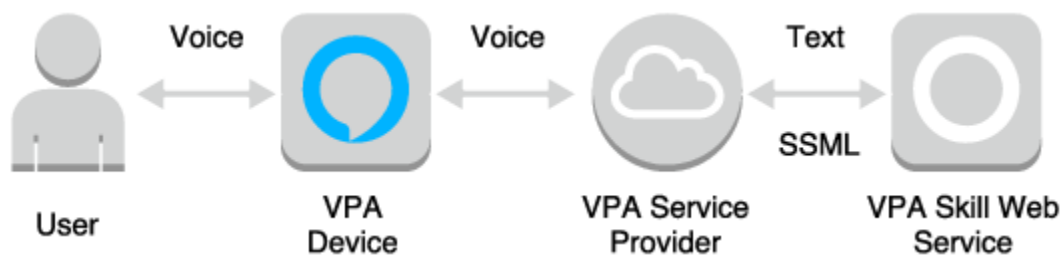 Voice
Voice
Text
SSML
User
VPA
Device
VPA Service
Provider
VPA Skill Web
Service